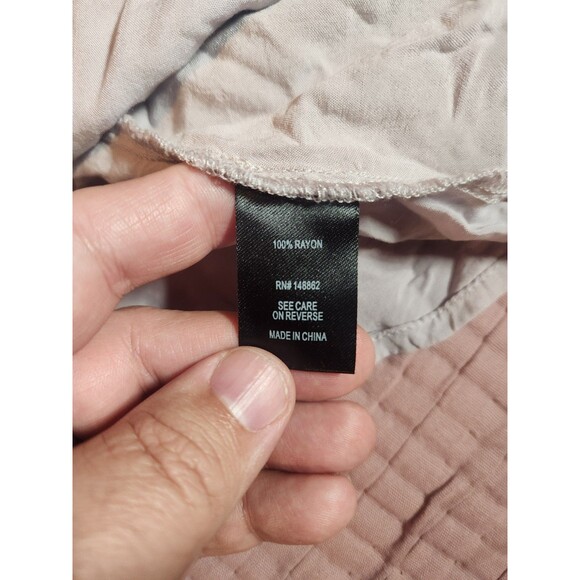 100% RAYON
RN# 148862
SEE CARE
ON REVERSE
MADE IN CHINA